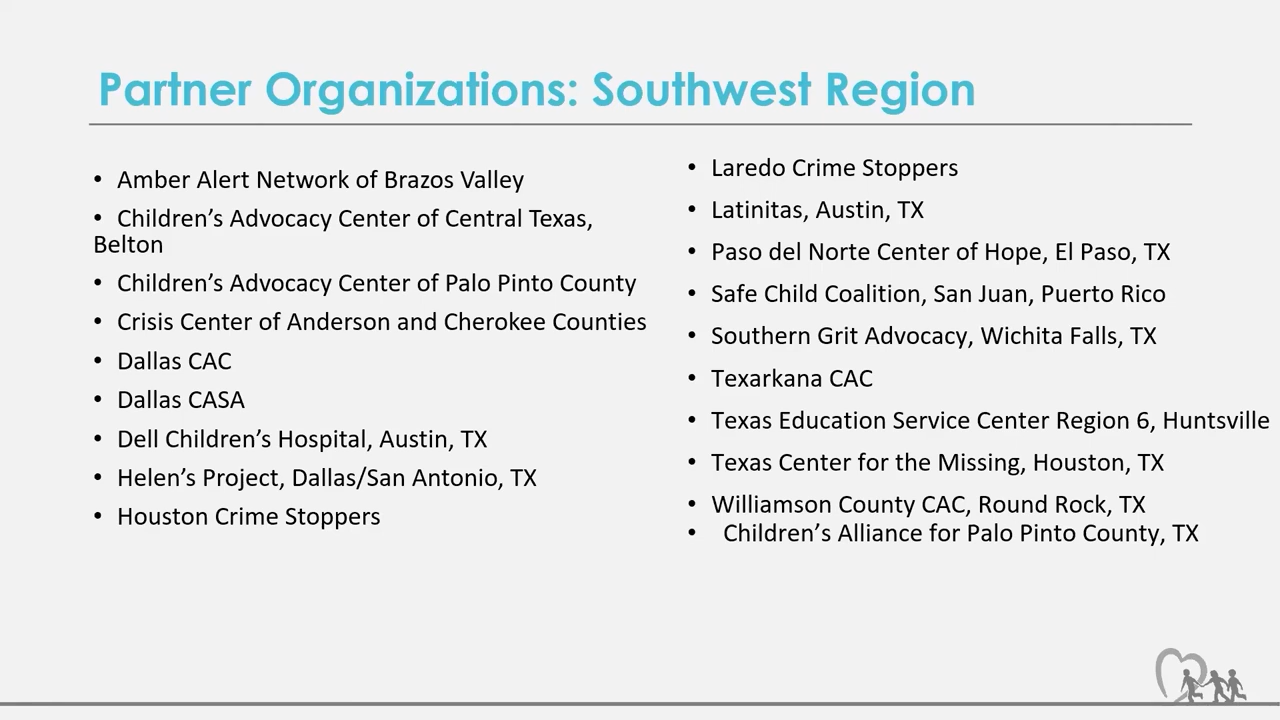 Partner Organizations: Southwest Region
• Amber Alert Network of Brazos Valley
• Children’s Advocacy Center of Central Texas,
Belton
• Children’s Advocacy Center of Palo Pinto County
• Crisis Center of Anderson and Cherokee Counties
• Dallas CAC
• Dallas CASA
• Dell Children’s Hospital, Austin, TX
• Helen’s Project, Dallas/San Antonio, TX
• Houston Crime Stoppers
• Laredo Crime Stoppers
• Latinitas, Austin, TX
• Paso del Norte Center of Hope, El Paso, TX
• Safe Child Coalition, San Juan, Puerto Rico
• Southern Grit Advocacy, Wichita Falls, TX
• Texarkana CAC
• Texas Education Service Center Region 6, Huntsville
• Texas Center for the Missing, Houston, TX
• Williamson County CAC, Round Rock, TX
• Children’s Alliance for Palo Pinto County, TX